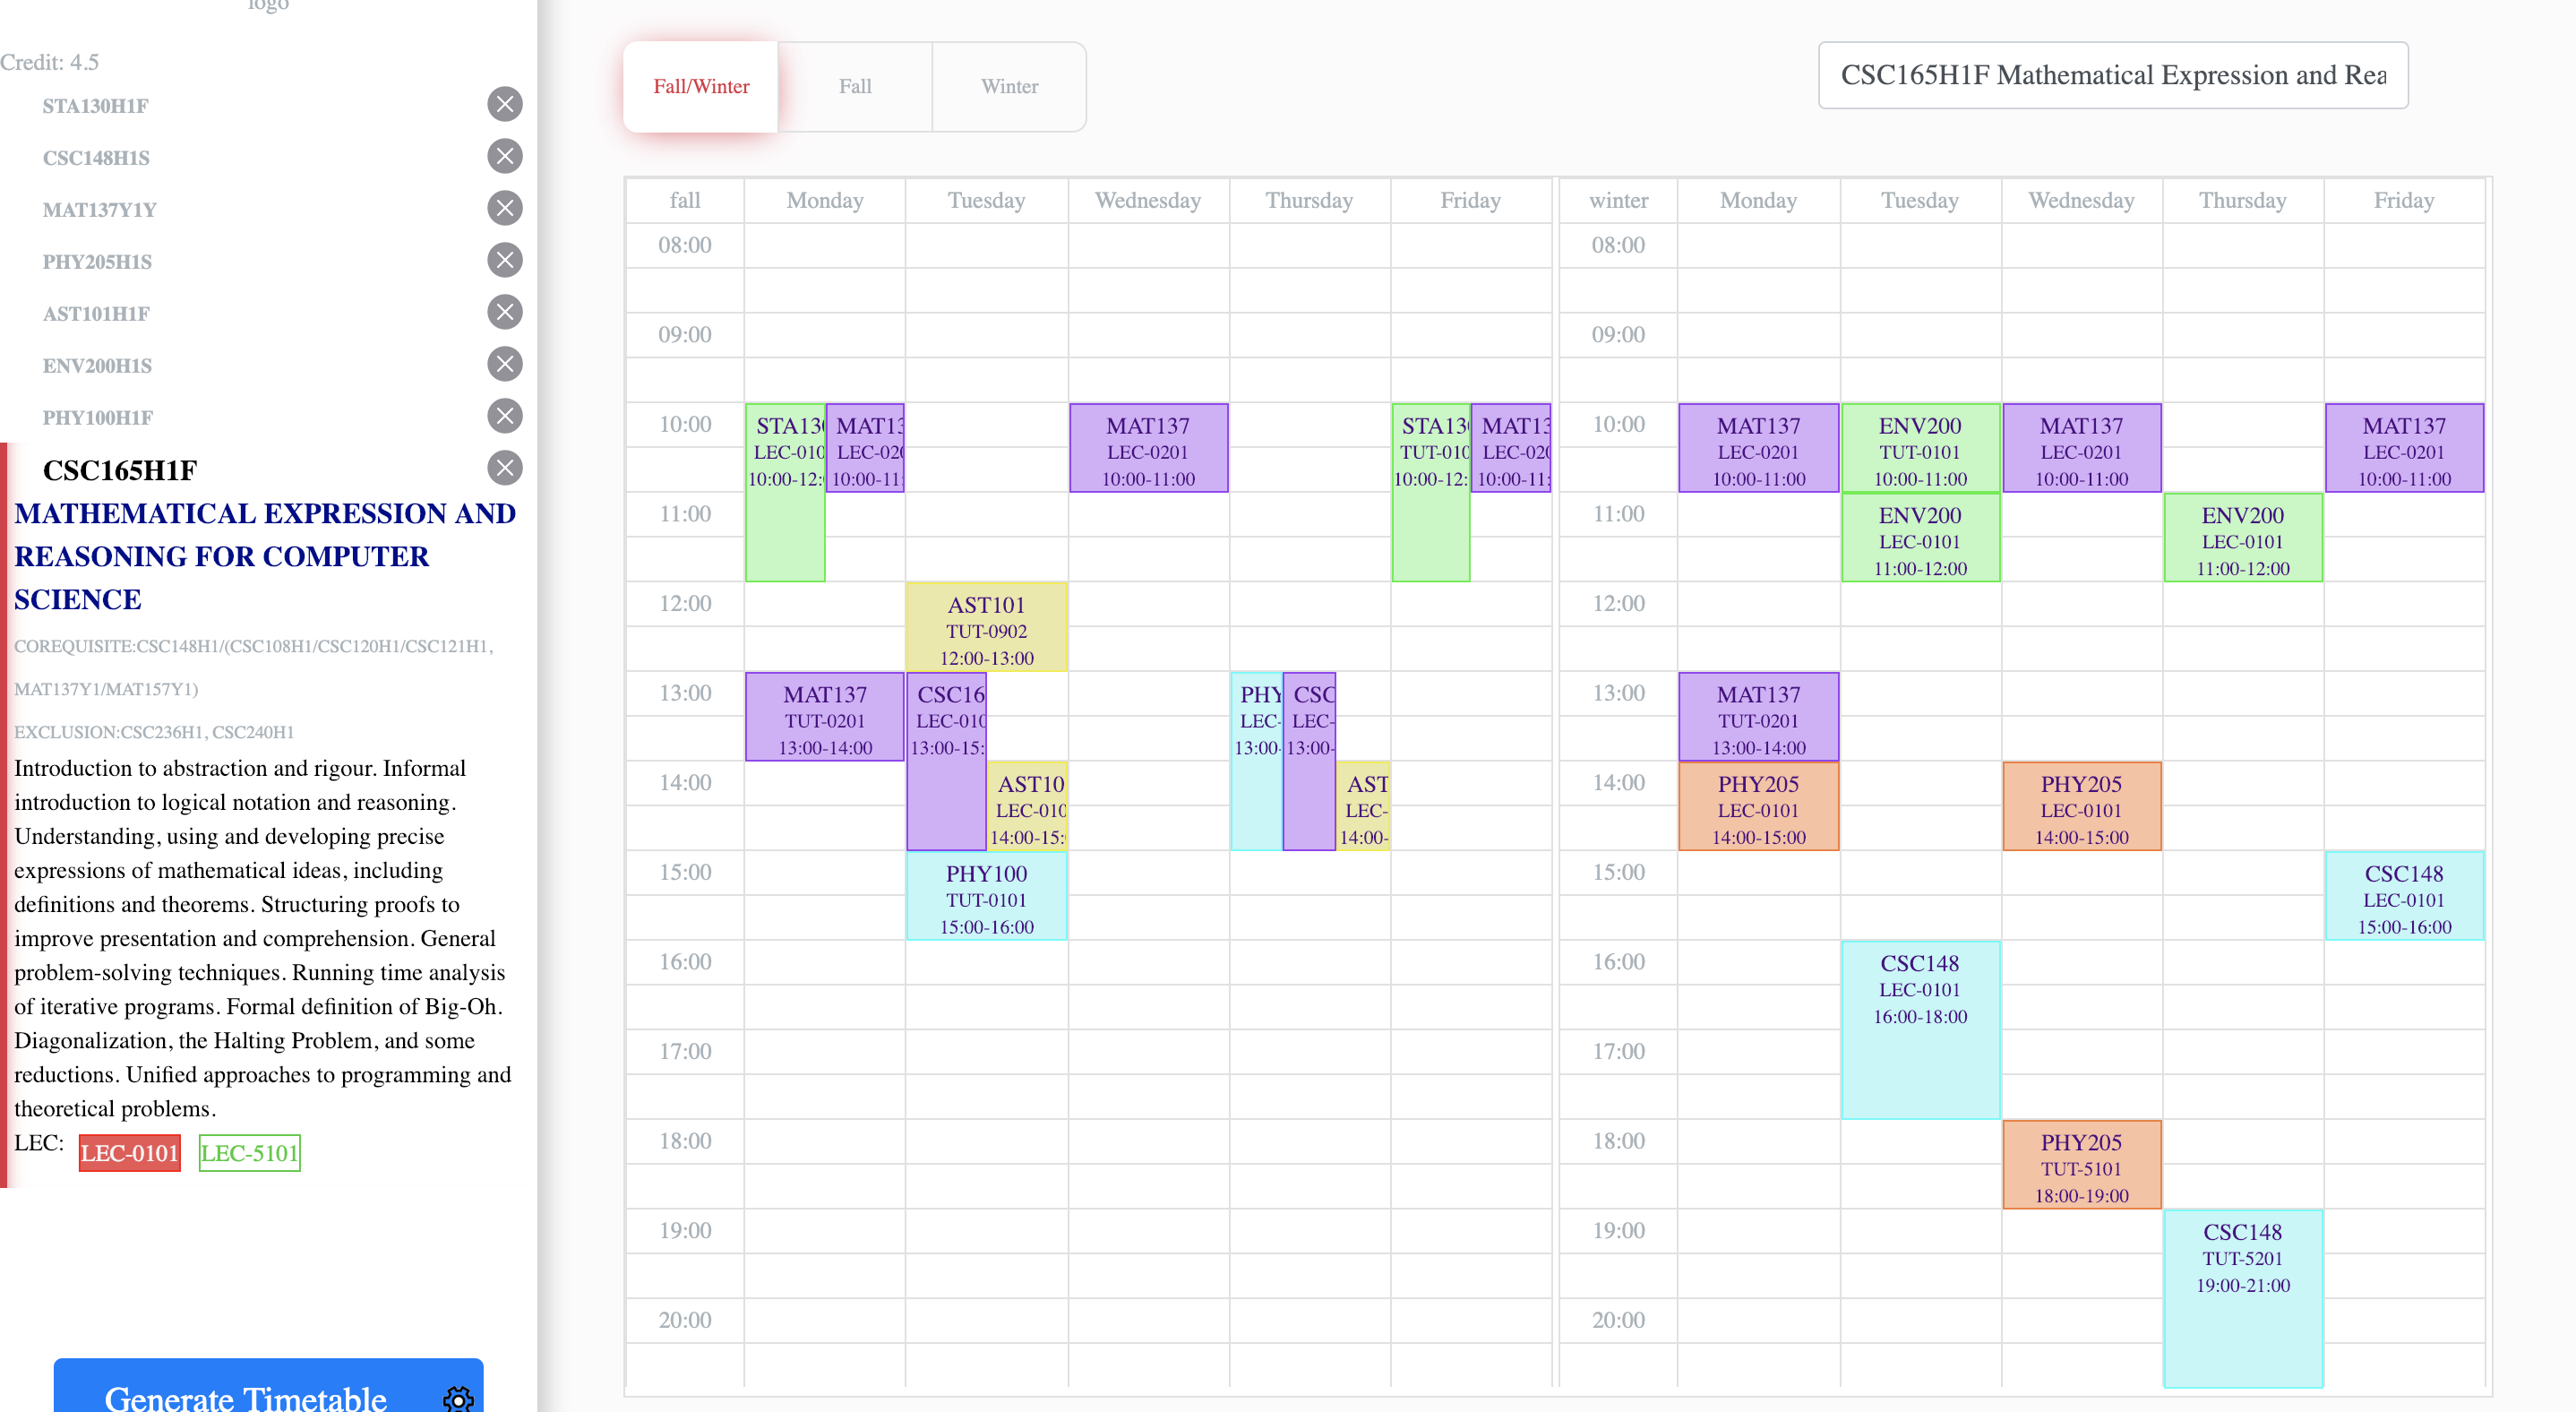 logo
Credit: 4.5
STA130H1F
CSC148H1S
MAT137Y1Y
PHY205H1S
AST101H1F
ENV200H1S
PHY100H1F
CSC165H1F
MATHEMATICAL EXPRESSION AND
REASONING FOR COMPUTER
SCIENCE
COREQUISITE:CSC148H1/(CSC108H1/CSC120H1/CSC121H1,
MAT137Y1/MAT157Y1)
EXCLUSION:CSC236H1, CSC240H1
Introduction to abstraction and rigour. Informal
introduction to logical notation and reasoning.
Understanding, using and developing precise
expressions of mathematical ideas, including
definitions and theorems. Structuring proofs to
improve presentation and comprehension. General
problem-solving techniques. Running time analysis
of iterative programs. Formal definition of Big-Oh.
Diagonalization, the Halting Problem, and some
reductions. Unified approaches to programming and
theoretical problems.
LEC: LEC-0101 LEC-5101
Generate Timetable
Fall/Winter Fall Winter
CSC165H1F Mathematical Expression and Rea
fall Monday Tuesday Wednesday Thursday Friday
08:00
09:00
10:00
11:00
12:00
13:00
14:00
15:00
16:00
17:00
18:00
19:00
20:00
STA130
LEC-010
10:00-12:
MAT13
LEC-020
10:00-11:
MAT137
TUT-0201
13:00-14:00
AST101
TUT-0902
12:00-13:00
CSC16
LEC-010
13:00-15:
AST10
LEC-010
14:00-15:
PHY100
TUT-0101
15:00-16:00
MAT137
LEC-0201
10:00-11:00
PHY
LEC-
13:00-
CSC
LEC-
13:00-
AST
LEC-
14:00-
STA130
TUT-010
10:00-12:
MAT13
LEC-020
10:00-11:
winter Monday Tuesday Wednesday Thursday Friday
08:00
09:00
10:00
11:00
12:00
13:00
14:00
15:00
16:00
17:00
18:00
19:00
20:00
MAT137
LEC-0201
10:00-11:00
MAT137
TUT-0201
13:00-14:00
PHY205
LEC-0101
14:00-15:00
ENV200
TUT-0101
10:00-11:00
ENV200
LEC-0101
11:00-12:00
CSC148
LEC-0101
16:00-18:00
MAT137
LEC-0201
10:00-11:00
PHY205
LEC-0101
14:00-15:00
PHY205
TUT-5101
18:00-19:00
ENV200
LEC-0101
11:00-12:00
CSC148
TUT-5201
19:00-21:00
MAT137
LEC-0201
10:00-11:00
CSC148
LEC-0101
15:00-16:00